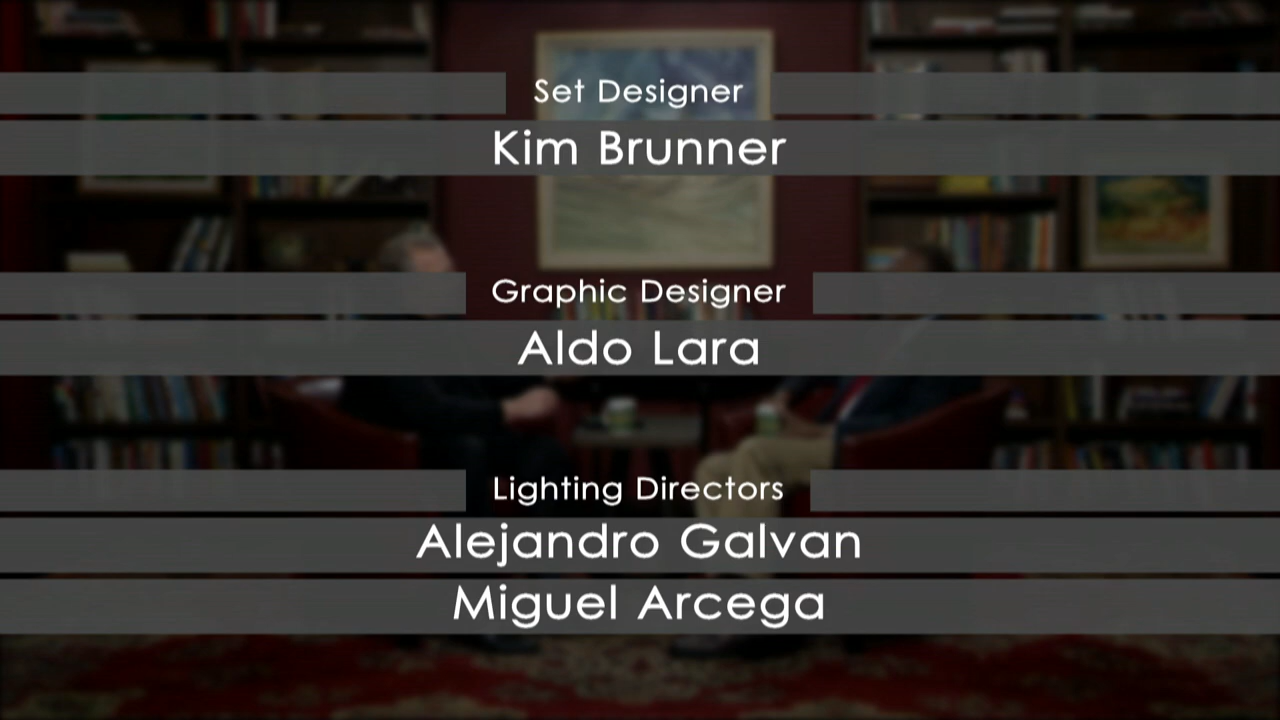 Set Designer
Kim Brunner
Graphic Designer
Aldo Lara
Lighting Directors
Alejandro Galvan
Miguel Arcega